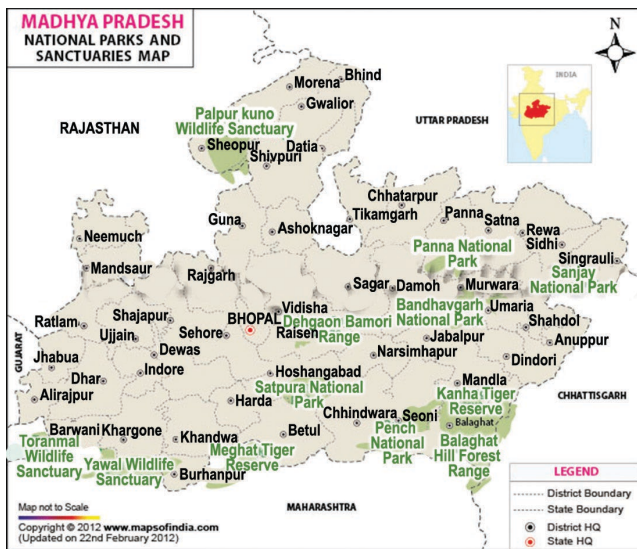 MADHYA PRADESH
NATIONAL PARKS AND
SANCTUARIES MAP
N
INDIA
Bhind
Morena
Gwalior
Palpur kuno
Wildlife Sanctuary
RAJASTHAN
UTTAR PRADESH
Sheopur
Datia
Shivpuri
Chhatarpur
Tikamgarh
Panna
Satna
Guna
Ashoknagar
Rewa
Sidhi
Neemuch
Panna National
Park
Singrauli
Sanjay
National Park
Mandsaur
Rajgarh
Sagar
Damoh
Murwara
Bandhavgarh
National Park
Umaria
Shajapur
BHOPAL
Vidisha
Dehgaon Bamori
Range
Ratlam
Ujjain
Sehore
Raisen
Shahdol
Jabalpur
Anuppur
GUJARAT
Dewas
Narsimhapur
Jhabua
Indore
Dindori
Dhar
Hoshangabad
Mandla
Alirajpur
Satpura National
Park
Kanha Tiger
Reserve
CHHATTISGARH
Harda
Chhindwara
Seoni
Barwani
Khargone
Khandwa
Betul
Pench
National
Park
Balaghat
Balaghat
Hill Forest
Range
Toranmal
Wildlife
Sanctuary
Yawal Wildlife
Sanctuary
Meghat Tiger
Reserve
Burhanpur
MAHARASHTRA
LEGEND
District Boundary
State Boundary
District HQ
State HQ
Map not to Scale
Copyright © 2012 www.mapsofindia.com
(Updated on 22nd February 2012)